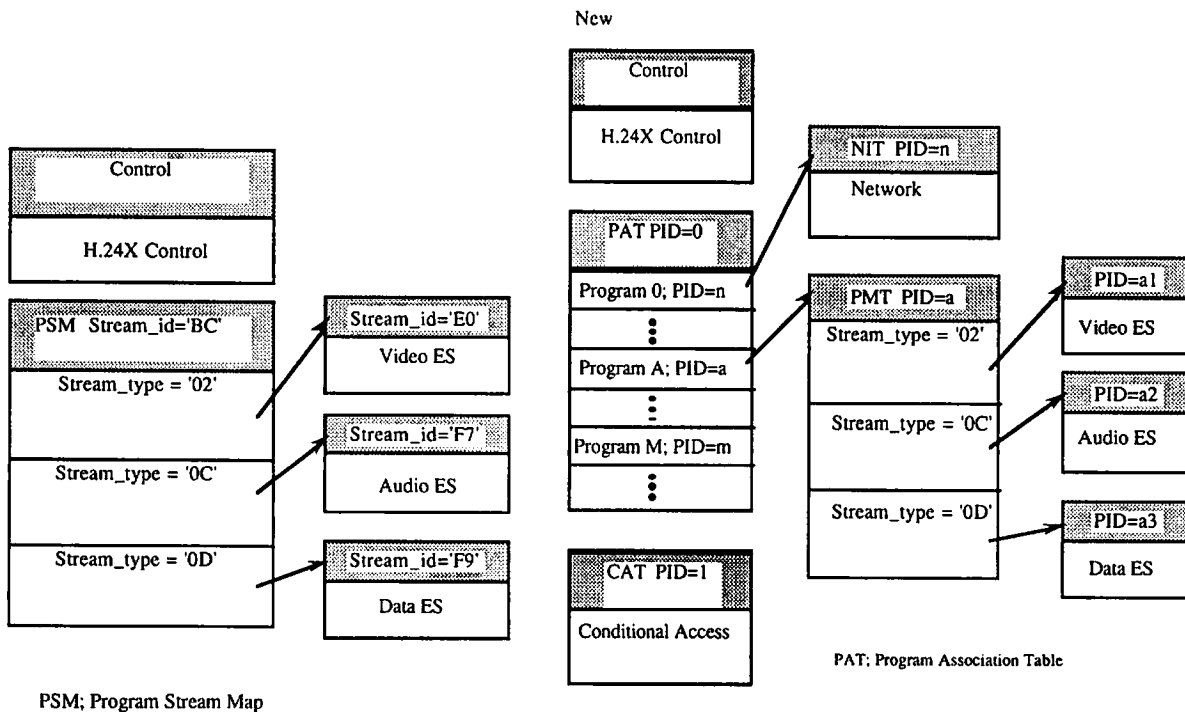 New
Control
H.24X Control
PSM Stream_id='BC'
Stream_type = '02'
Stream_type = '0C'
Stream_type = '0D'
Stream_id='E0'
Video ES
Stream_id='F7'
Audio ES
Stream_id='F9'
Data ES
PSM; Program Stream Map
Control
H.24X Control
PAT PID=0
Program 0; PID=n
Program A; PID=a
Program M; PID=m
CAT PID=1
Conditional Access
NIT PID=n
Network
PMT PID=a
Stream_type = '02'
Stream_type = '0C'
Stream_type = '0D'
PID=a1
Video ES
PID=a2
Audio ES
PID=a3
Data ES
PAT; Program Association Table